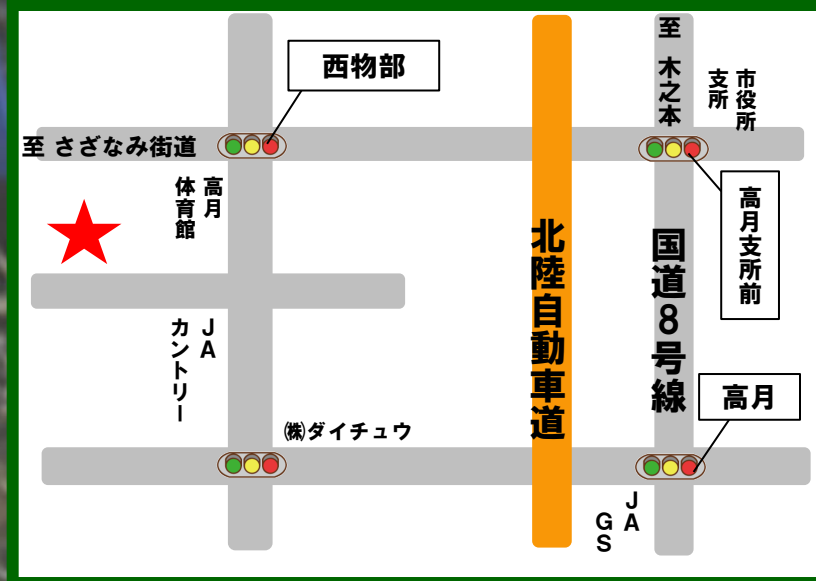 西物部
至 木之本
市役所
支所
至 さざなみ街道
高月
体育館
高月支所前
北陸自動車道
国道8号線
JA
カントリー
㈱ダイチュウ
高月
JA
GS